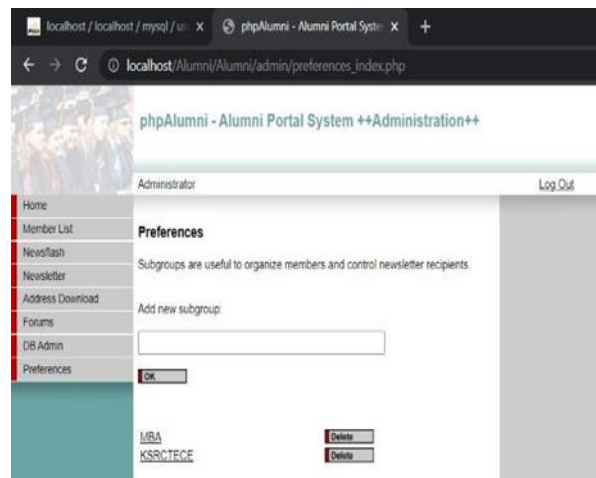 localhost / localhost / mysql / us X
phpAlumni - Alumni Portal Syste X +
localhost/Alumni/Alumni/admin/preferences_index.php
phpAlumni - Alumni Portal System ++Administration++
Administrator
Log Out
Home
Member List
Newsflash
Newsletter
Address Download
Forums
DB Admin
Preferences
Preferences
Subgroups are useful to organize members and control newsletter recipients.
Add new subgroup:
OK
MBA Delete
KSRCTECE Delete